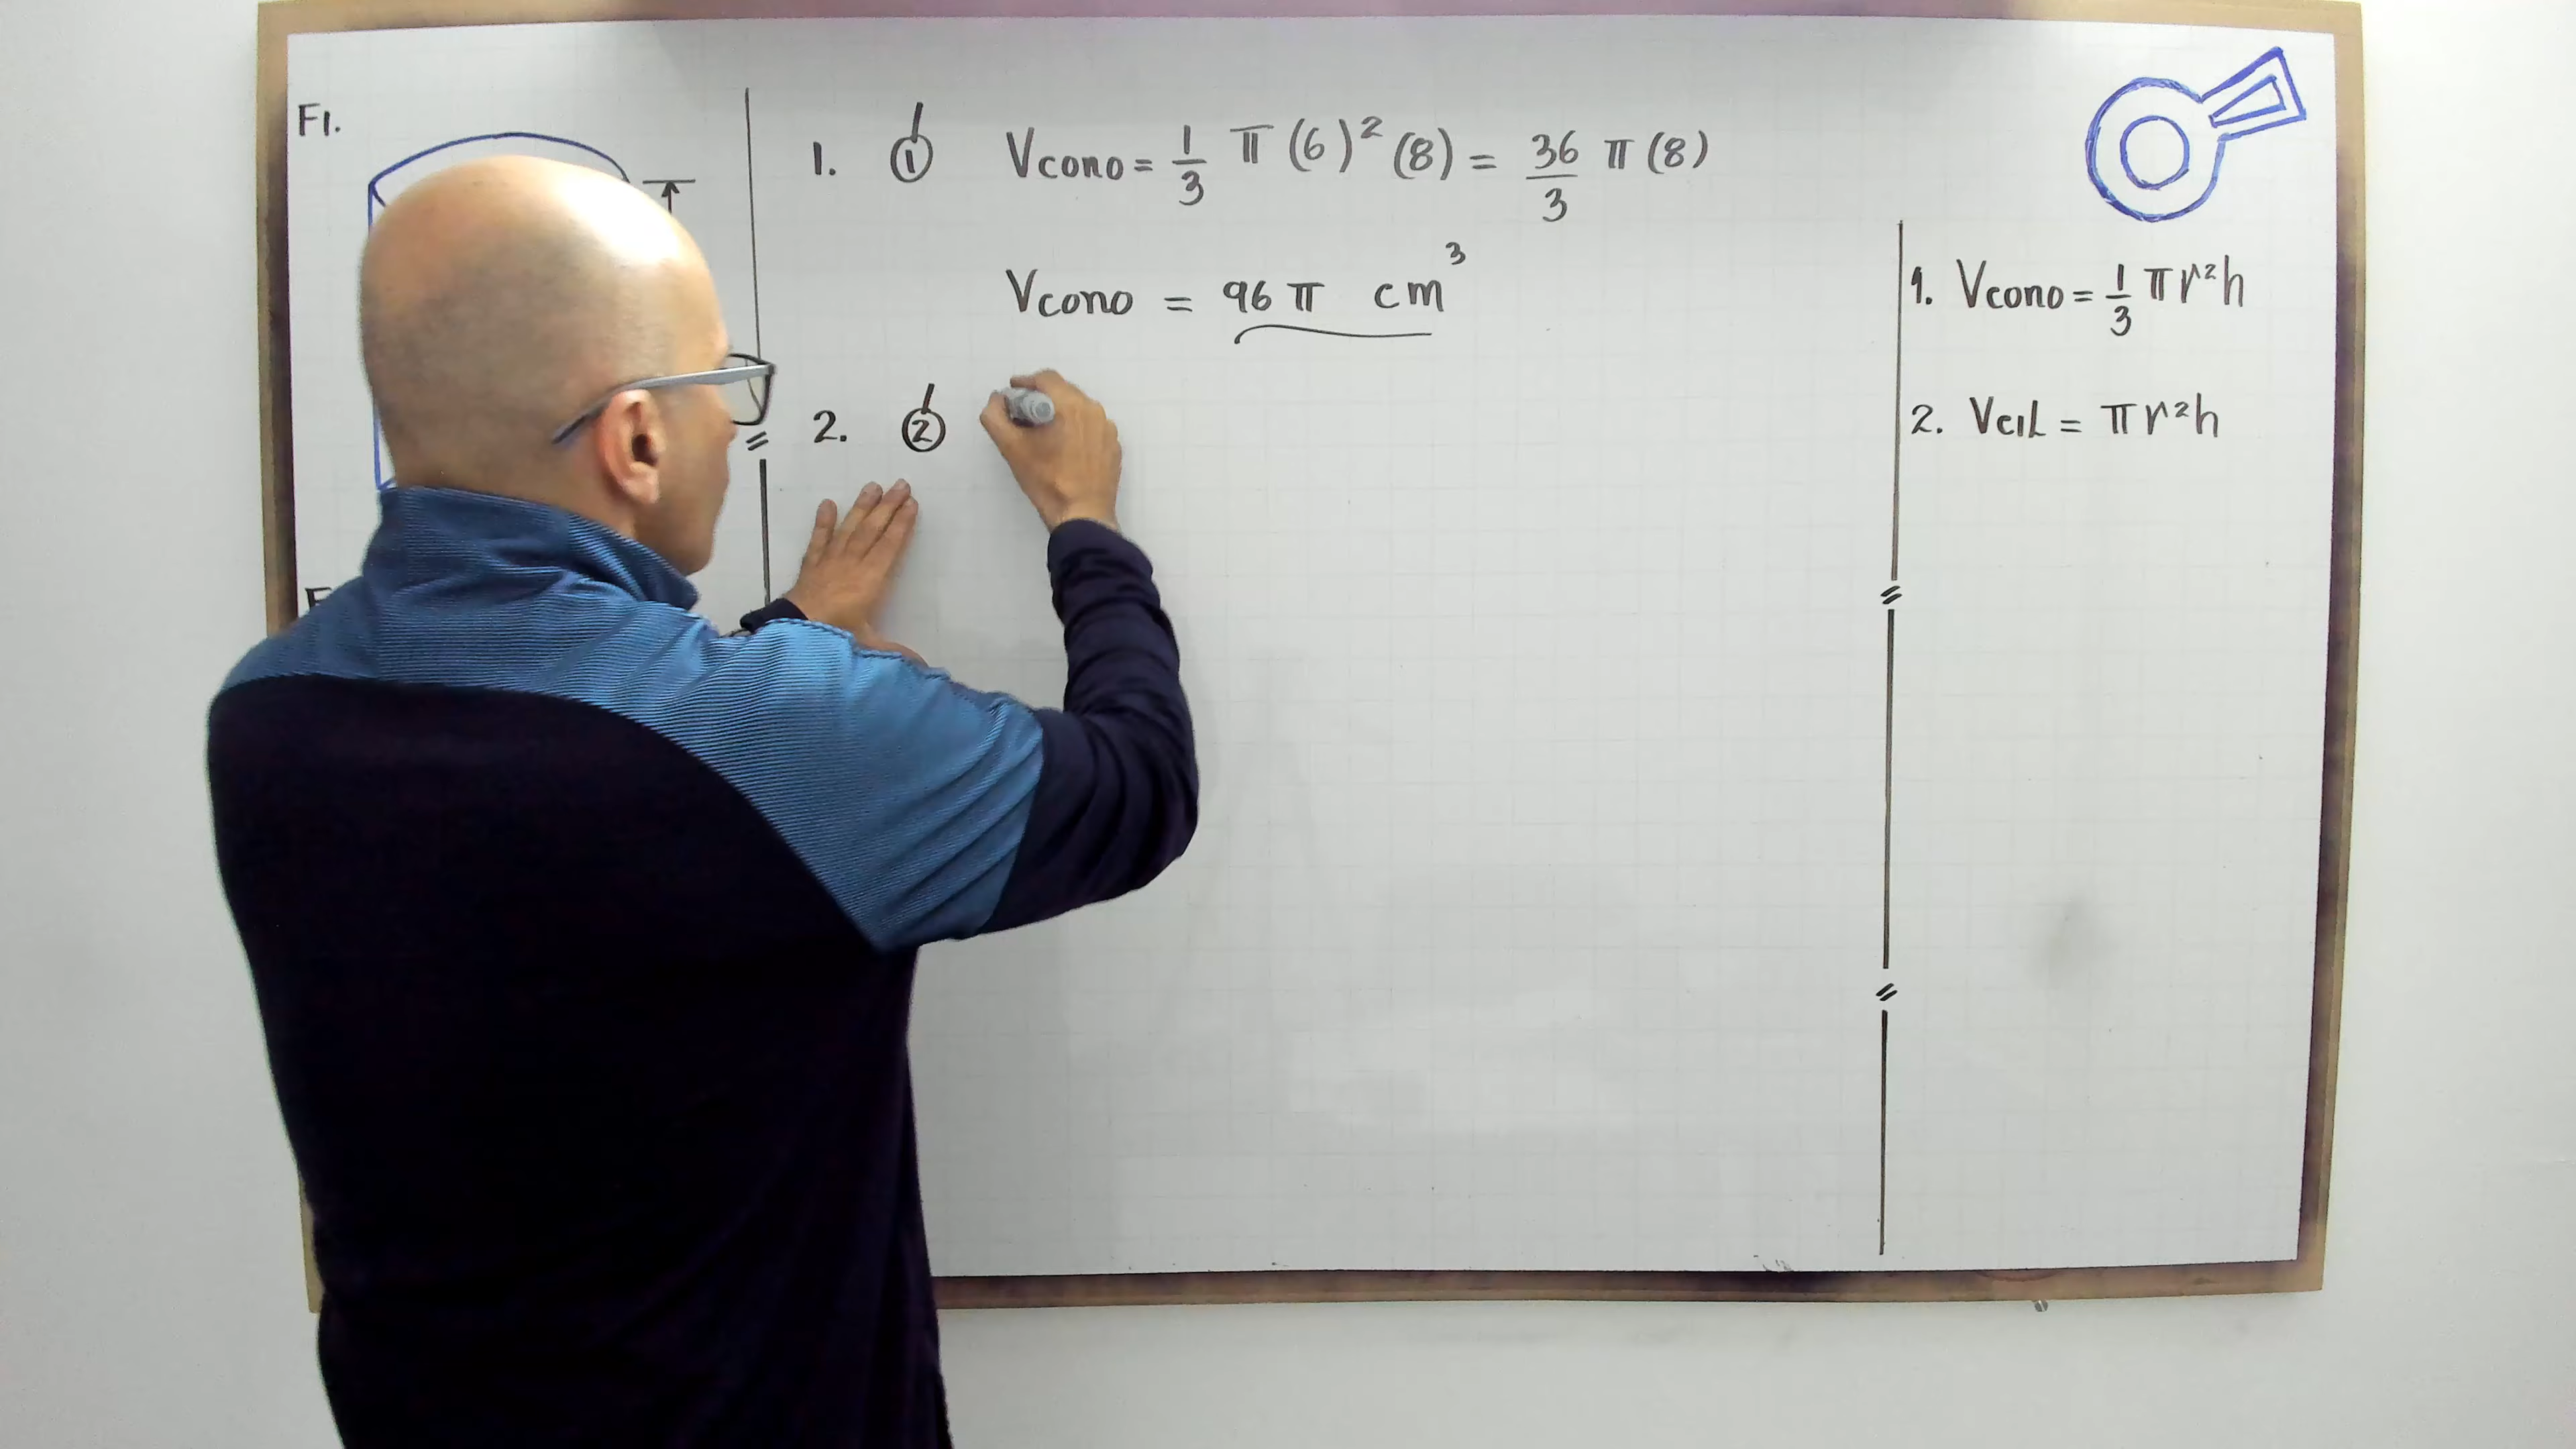 F1.
1. ① Vcono = 1/3 π (6)² (8) = 36/3 π (8)
Vcono = 96 π cm³
2. ②
1. Vcono = 1/3 π r² h
2. Vcil = π r² h